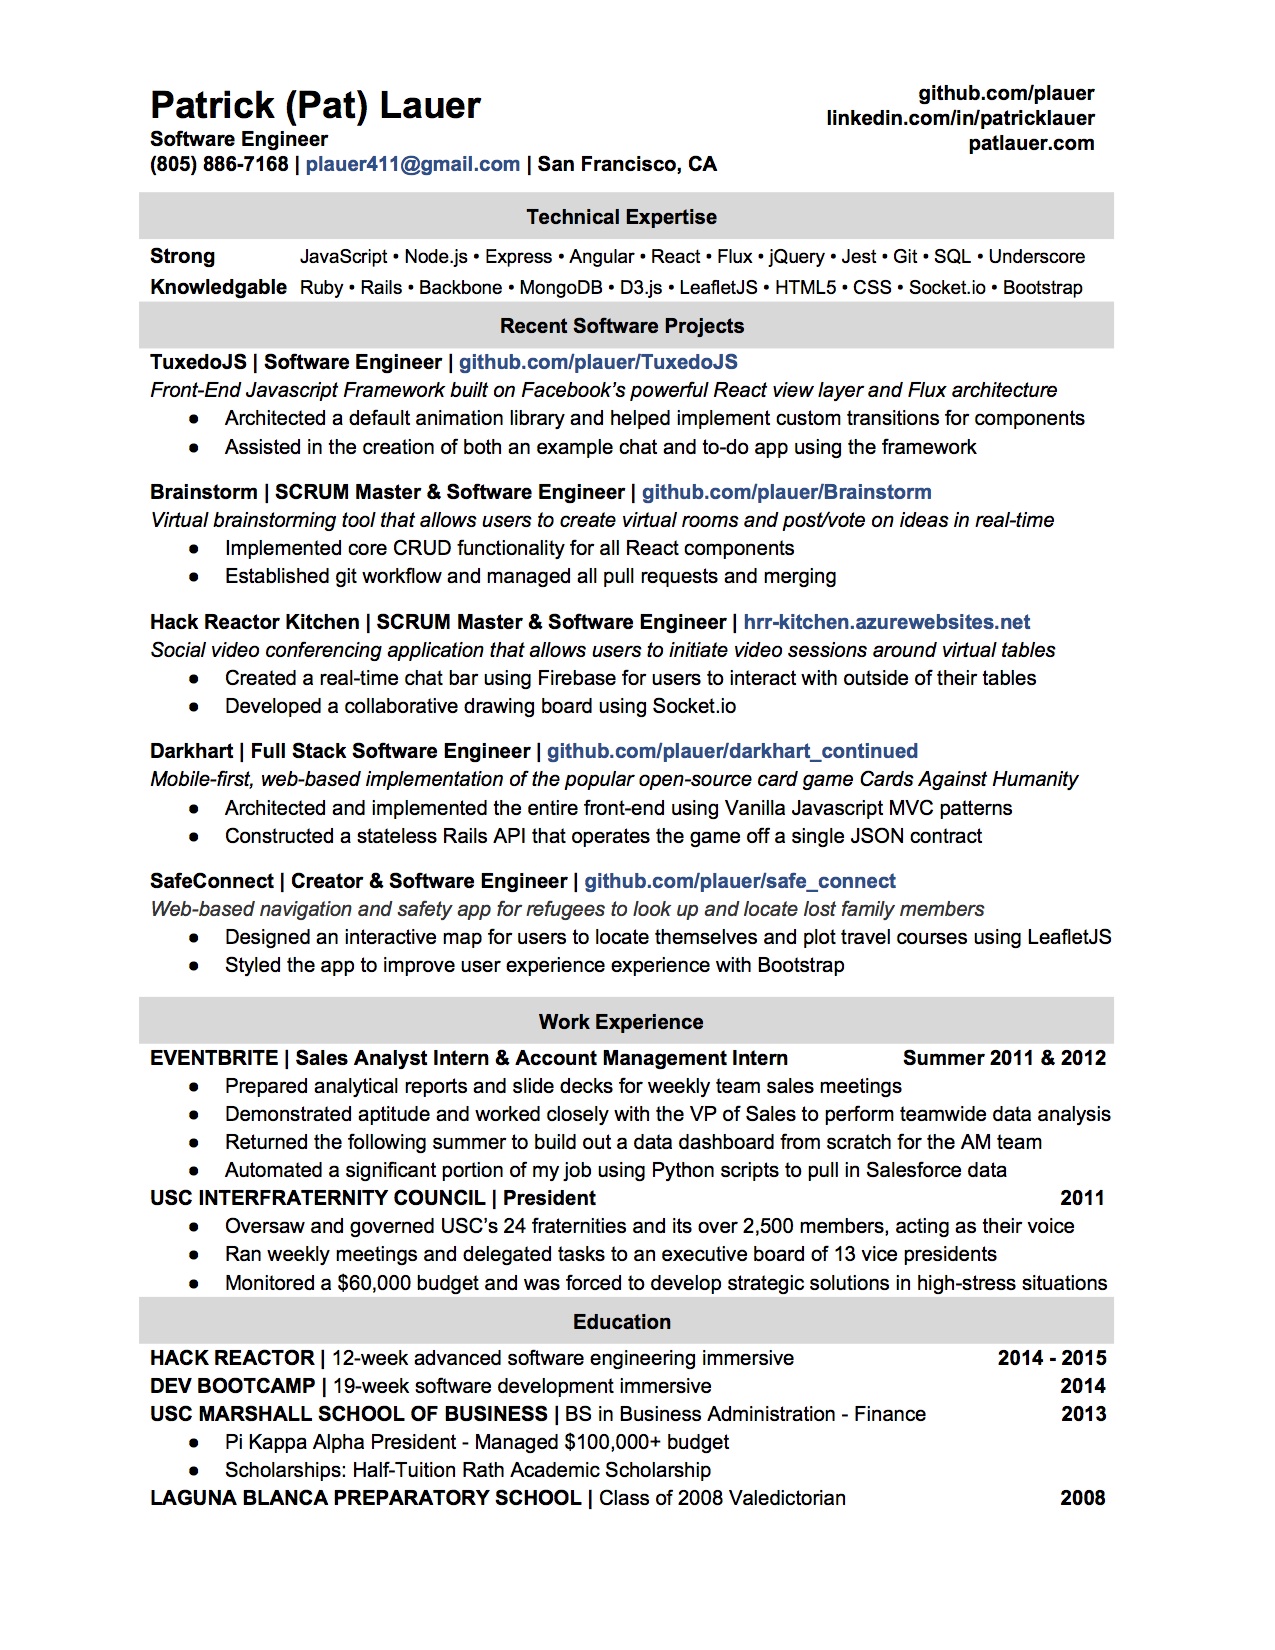 Patrick (Pat) Lauer
github.com/plauer
linkedin.com/in/patricklauer
patlauer.com
Software Engineer
(805) 886-7168 | plauer411@gmail.com | San Francisco, CA
Technical Expertise
Strong JavaScript • Node.js • Express • Angular • React • Flux • jQuery • Jest • Git • SQL • Underscore
Knowledgable Ruby • Rails • Backbone • MongoDB • D3.js • LeafletJS • HTML5 • CSS • Socket.io • Bootstrap
Recent Software Projects
TuxedoJS | Software Engineer | github.com/plauer/TuxedoJS
Front-End Javascript Framework built on Facebook's powerful React view layer and Flux architecture
● Architected a default animation library and helped implement custom transitions for components
● Assisted in the creation of both an example chat and to-do app using the framework
Brainstorm | SCRUM Master & Software Engineer | github.com/plauer/Brainstorm
Virtual brainstorming tool that allows users to create virtual rooms and post/vote on ideas in real-time
● Implemented core CRUD functionality for all React components
● Established git workflow and managed all pull requests and merging
Hack Reactor Kitchen | SCRUM Master & Software Engineer | hrr-kitchen.azurewebsites.net
Social video conferencing application that allows users to initiate video sessions around virtual tables
● Created a real-time chat bar using Firebase for users to interact with outside of their tables
● Developed a collaborative drawing board using Socket.io
Darkhart | Full Stack Software Engineer | github.com/plauer/darkhart_continued
Mobile-first, web-based implementation of the popular open-source card game Cards Against Humanity
● Architected and implemented the entire front-end using Vanilla Javascript MVC patterns
● Constructed a stateless Rails API that operates the game off a single JSON contract
SafeConnect | Creator & Software Engineer | github.com/plauer/safe_connect
Web-based navigation and safety app for refugees to look up and locate lost family members
● Designed an interactive map for users to locate themselves and plot travel courses using LeafletJS
● Styled the app to improve user experience experience with Bootstrap
Work Experience
EVENTBRITE | Sales Analyst Intern & Account Management Intern Summer 2011 & 2012
● Prepared analytical reports and slide decks for weekly team sales meetings
● Demonstrated aptitude and worked closely with the VP of Sales to perform teamwide data analysis
● Returned the following summer to build out a data dashboard from scratch for the AM team
● Automated a significant portion of my job using Python scripts to pull in Salesforce data
USC INTERFRATERNITY COUNCIL | President 2011
● Oversaw and governed USC's 24 fraternities and its over 2,500 members, acting as their voice
● Ran weekly meetings and delegated tasks to an executive board of 13 vice presidents
● Monitored a $60,000 budget and was forced to develop strategic solutions in high-stress situations
Education
HACK REACTOR | 12-week advanced software engineering immersive 2014 - 2015
DEV BOOTCAMP | 19-week software development immersive 2014
USC MARSHALL SCHOOL OF BUSINESS | BS in Business Administration - Finance 2013
● Pi Kappa Alpha President - Managed $100,000+ budget
● Scholarships: Half-Tuition Rath Academic Scholarship
LAGUNA BLANCA PREPARATORY SCHOOL | Class of 2008 Valedictorian 2008